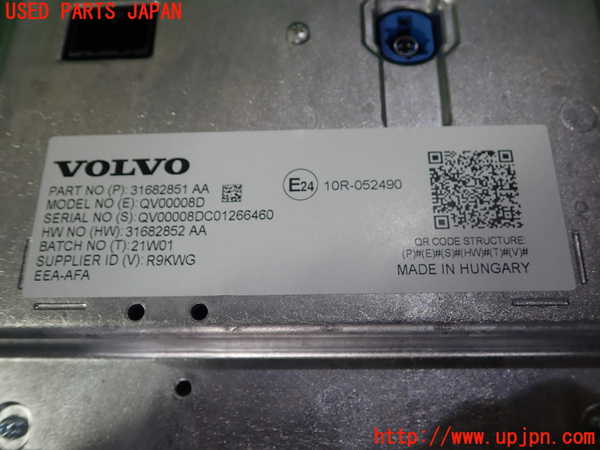 USED PARTS JAPAN
VOLVO
PART NO (P): 31682851 AA
MODEL NO (E): QV00008D
SERIAL NO (S): QV00008DC01266460
HW NO (HW): 31682852 AA
BATCH NO (T): 21W01
SUPPLIER ID (V): R9KWG
EEA-AFA
E24 10R-052490
QR CODE STRUCTURE:
(P)#(E)#(S)#(HW)#(T)#(V)#
MADE IN HUNGARY
http://www.upjpn.com/